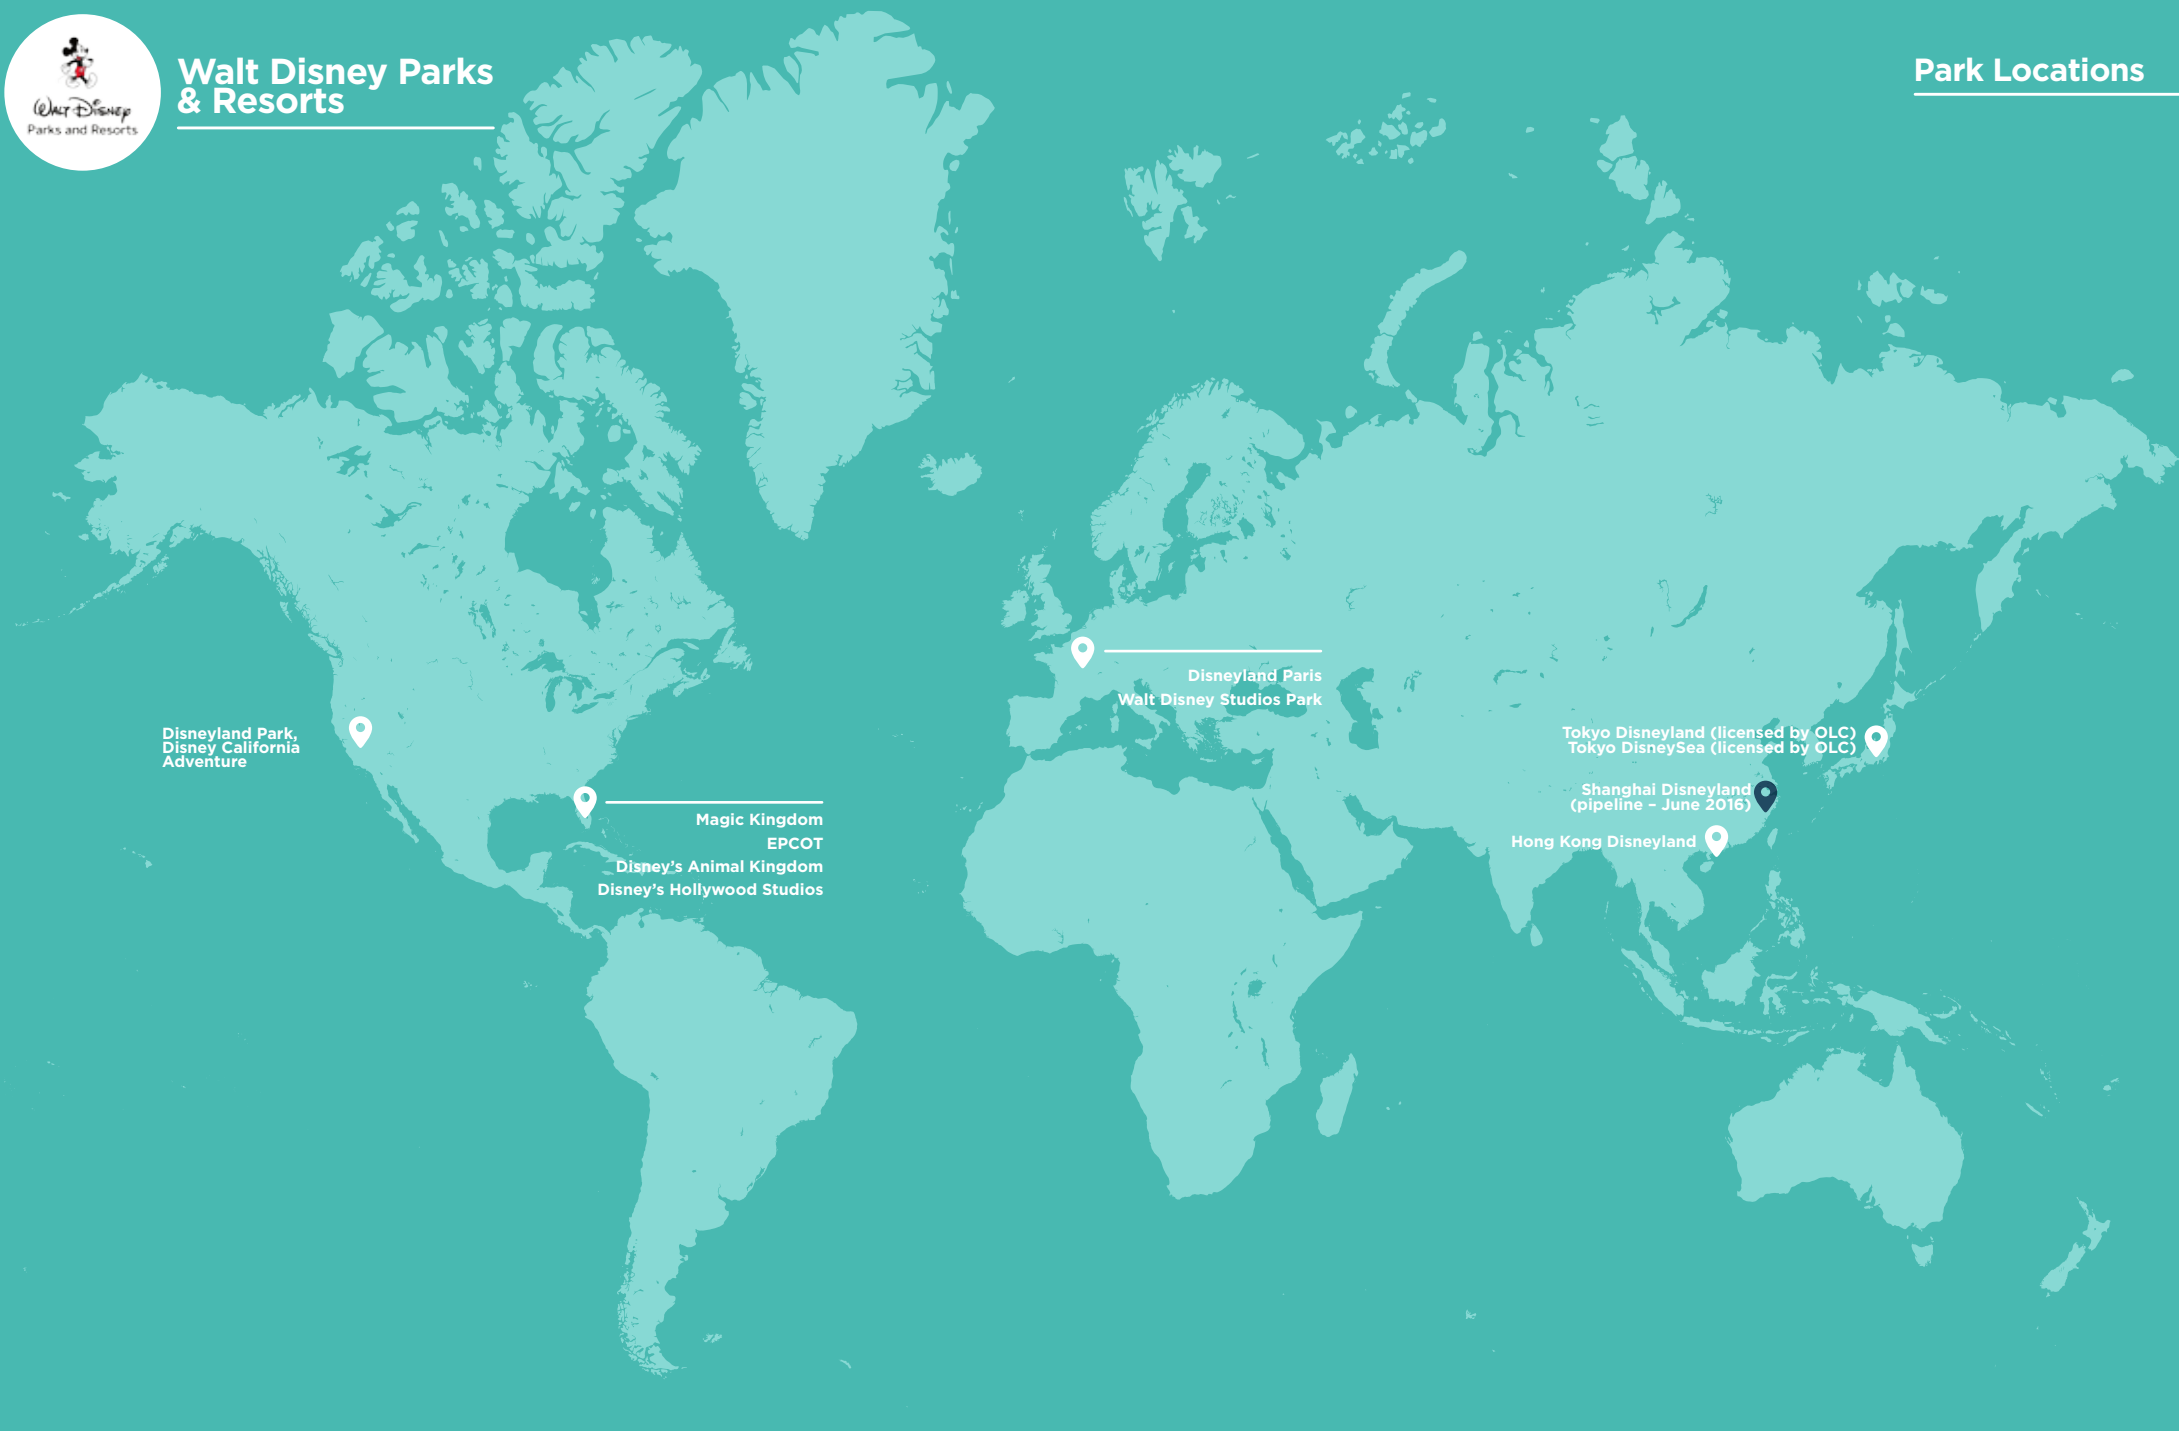 Walt Disney
Parks and Resorts
Walt Disney Parks
& Resorts
Park Locations
Disneyland Paris
Walt Disney Studios Park
Disneyland Park,
Disney California
Adventure
Tokyo Disneyland (licensed by OLC)
Tokyo DisneySea (licensed by OLC)
Shanghai Disneyland
(pipeline – June 2016)
Hong Kong Disneyland
Magic Kingdom
EPCOT
Disney’s Animal Kingdom
Disney’s Hollywood Studios